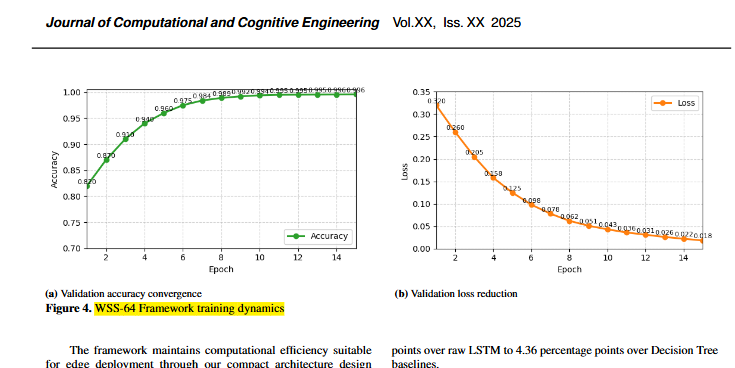 Journal of Computational and Cognitive Engineering Vol.XX, Iss. XX 2025
1.00
0.95
0.90
0.85
0.80
0.75
0.70
Accuracy
0.820
0.870
0.910
0.940
0.960
0.975
0.984
0.989
0.992
0.994
0.995
0.995
0.995
0.996
0.996
Accuracy
2 4 6 8 10 12 14
Epoch
0.35
0.30
0.25
0.20
0.15
0.10
0.05
0.00
Loss
0.320
0.260
0.205
0.158
0.125
0.098
0.078
0.062
0.051
0.043
0.036
0.031
0.026
0.022
0.018
Loss
2 4 6 8 10 12 14
Epoch
(a) Validation accuracy convergence
(b) Validation loss reduction
Figure 4. WSS-64 Framework training dynamics
The framework maintains computational efficiency suitable
for edge deployment through our compact architecture design
points over raw LSTM to 4.36 percentage points over Decision Tree
baselines.